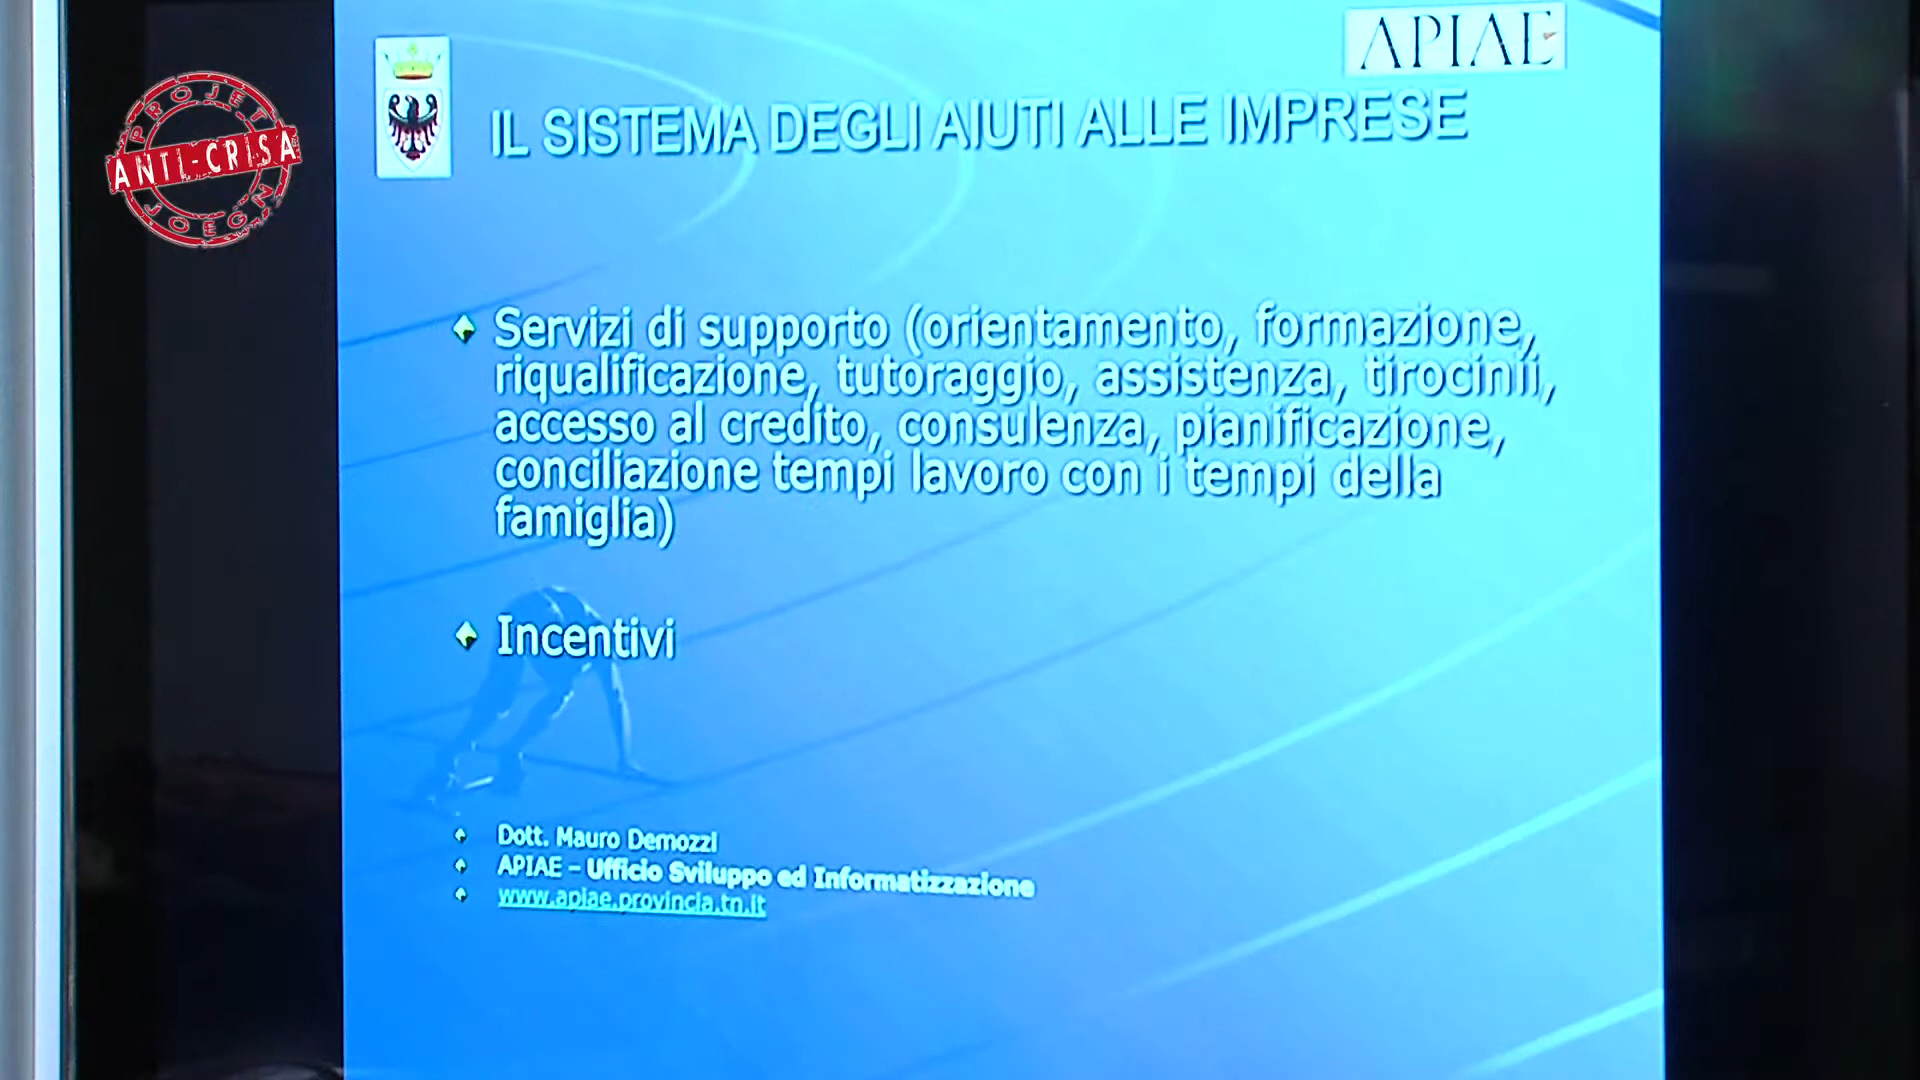 PROJET
ANTI-CRISA
JOEGN
APIAE
IL SISTEMA DEGLI AIUTI ALLE IMPRESE
Servizi di supporto (orientamento, formazione,
riqualificazione, tutoraggio, assistenza, tirocinii,
accesso al credito, consulenza, pianificazione,
conciliazione tempi lavoro con i tempi della
famiglia)
Incentivi
Dott. Mauro Demozzi
APIAE – Ufficio Sviluppo ed Informatizzazione
www.apiae.provincia.tn.it